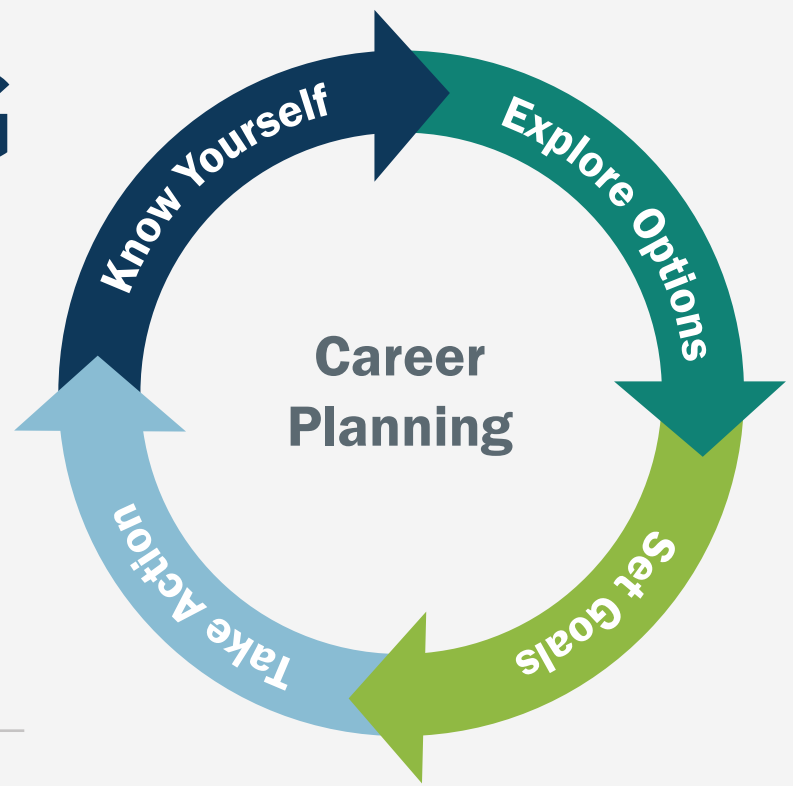 G
Know Yourself
Explore Options
Career
Planning
Set Goals
Take Action